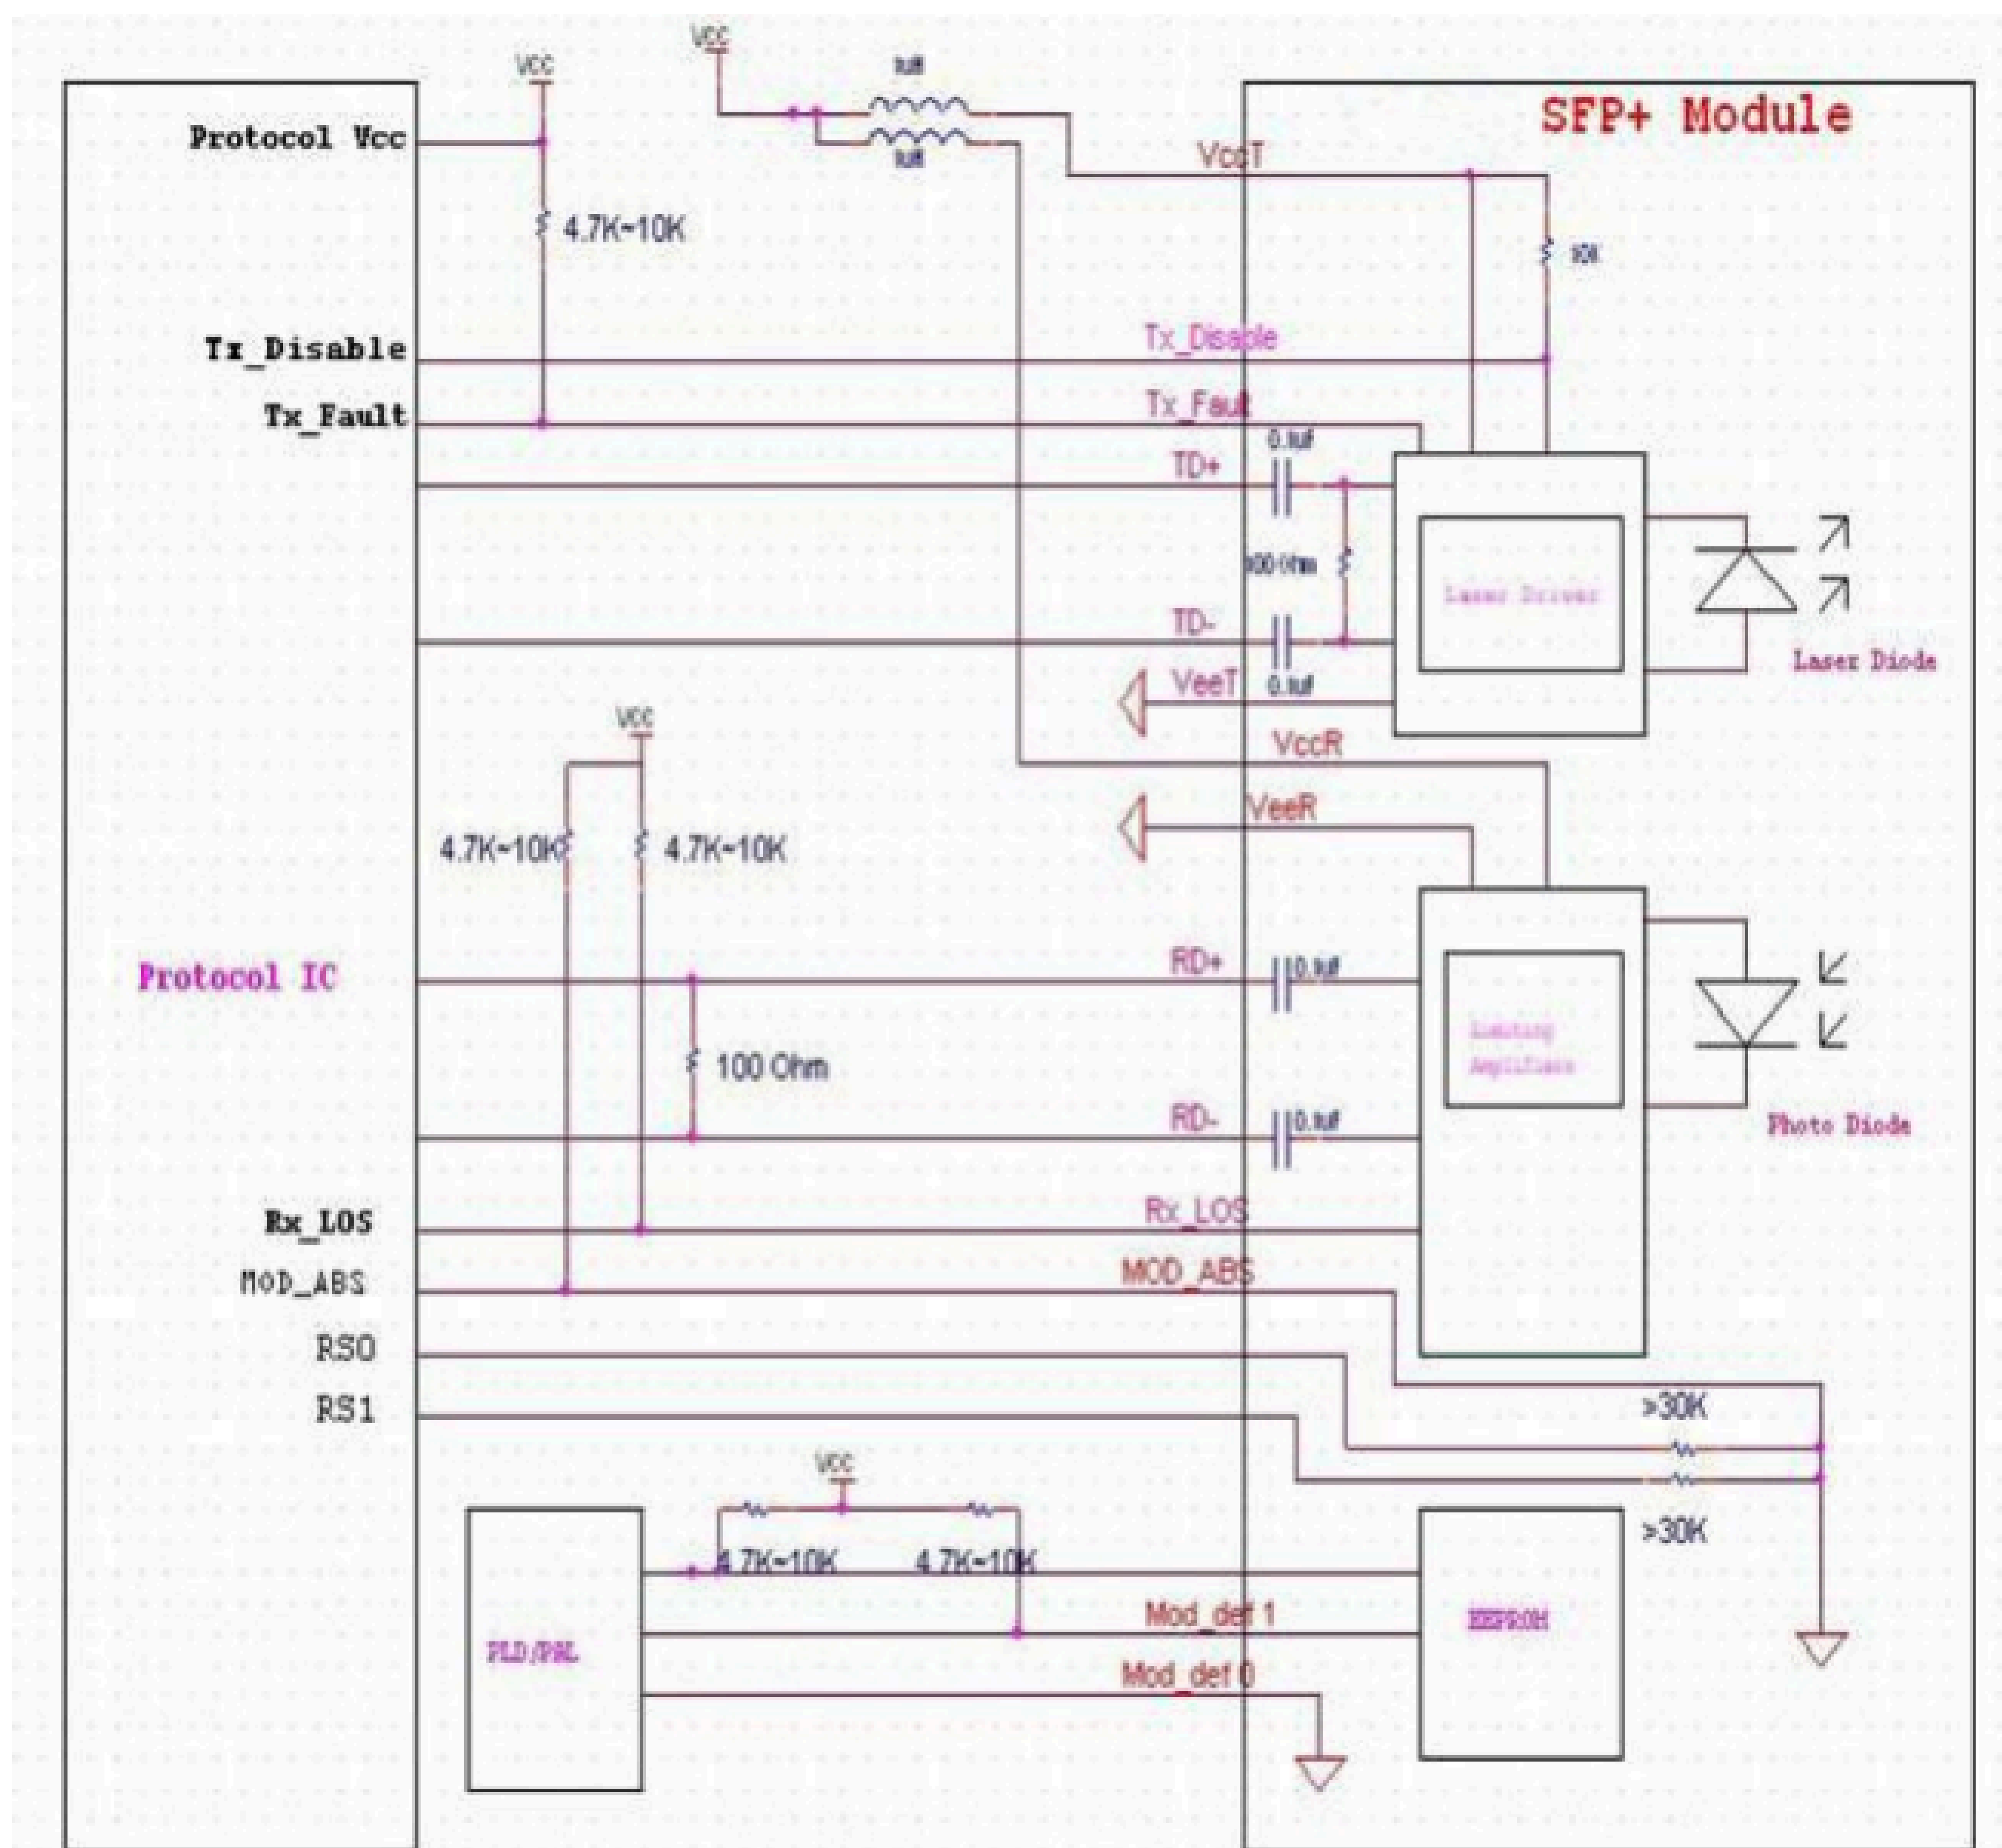 VCC
VCC
1uH
SFP+ Module
Protocol Vcc
1uH
VccT
4.7K~10K
10K
Tx_Disable
Tx_Disaple
Tx_Fault
Tx_Fault
0.1uf
TD+
100 Ohm
Laser Driver
TD-
Laser Diode
VeeT
0.1uf
VCC
VccR
VeeR
4.7K~10K
4.7K~10K
Protocol IC
RD+
0.1uf
Limiting
Amplifiers
100 Ohm
RD-
0.1uf
Photo Diode
Rx_LOS
Rx_LOS
MOD_ABS
MOD_ABS
RS0
RS1
>30K
VCC
>30K
4.7K~10K
4.7K~10K
Mod_def 1
EEPROM
PLD/PAL
Mod_def 0